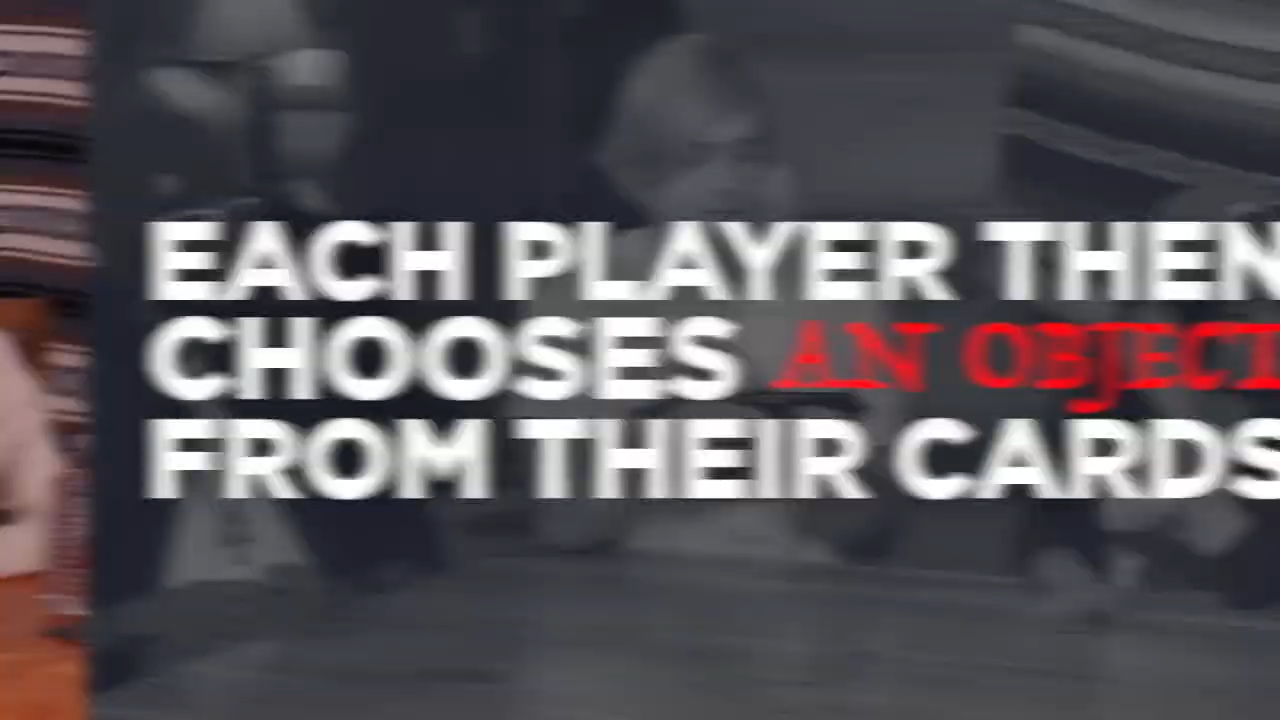 EACH PLAYER THEN
CHOOSES AN OBJECT
FROM THEIR CARDS